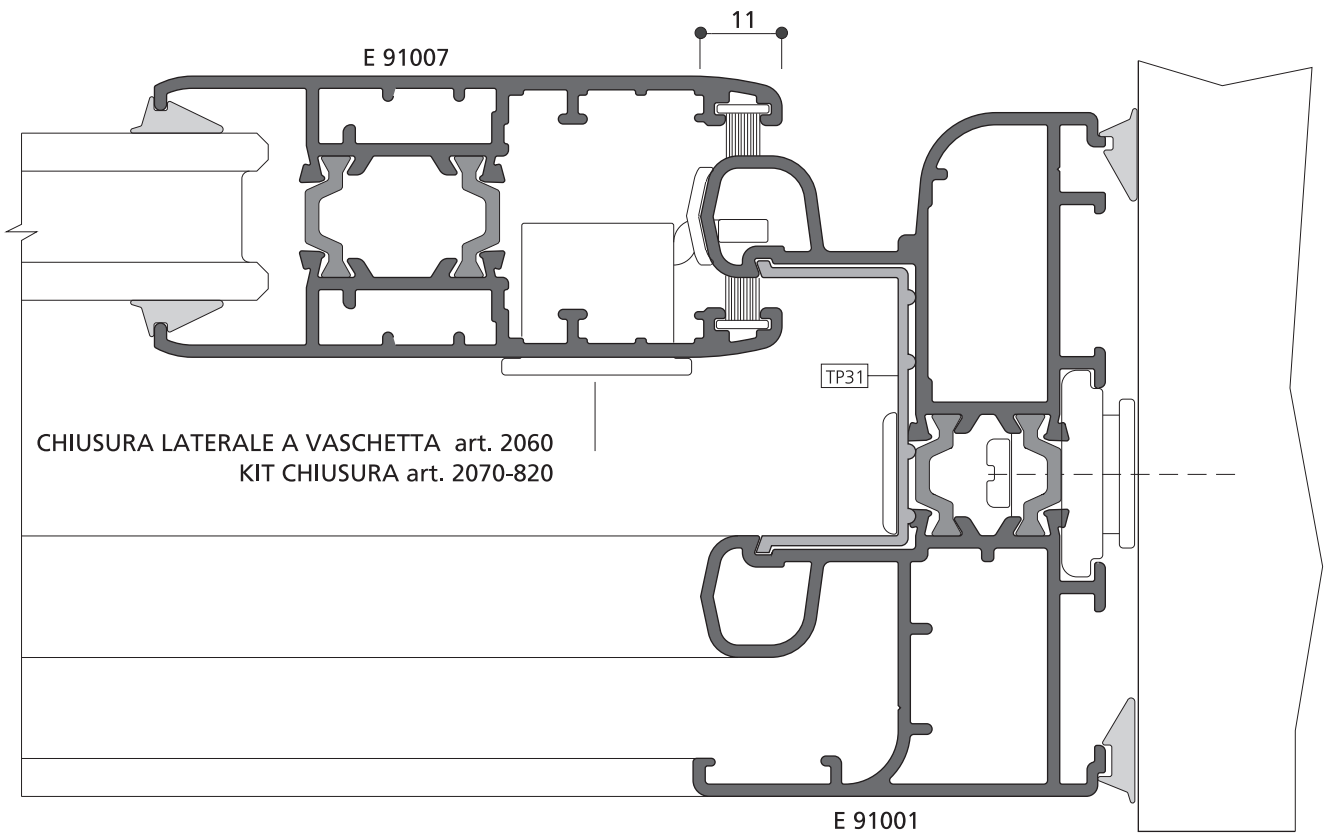 11
E 91007
TP31
CHIUSURA LATERALE A VASCHETTA art. 2060
KIT CHIUSURA art. 2070-820
E 91001